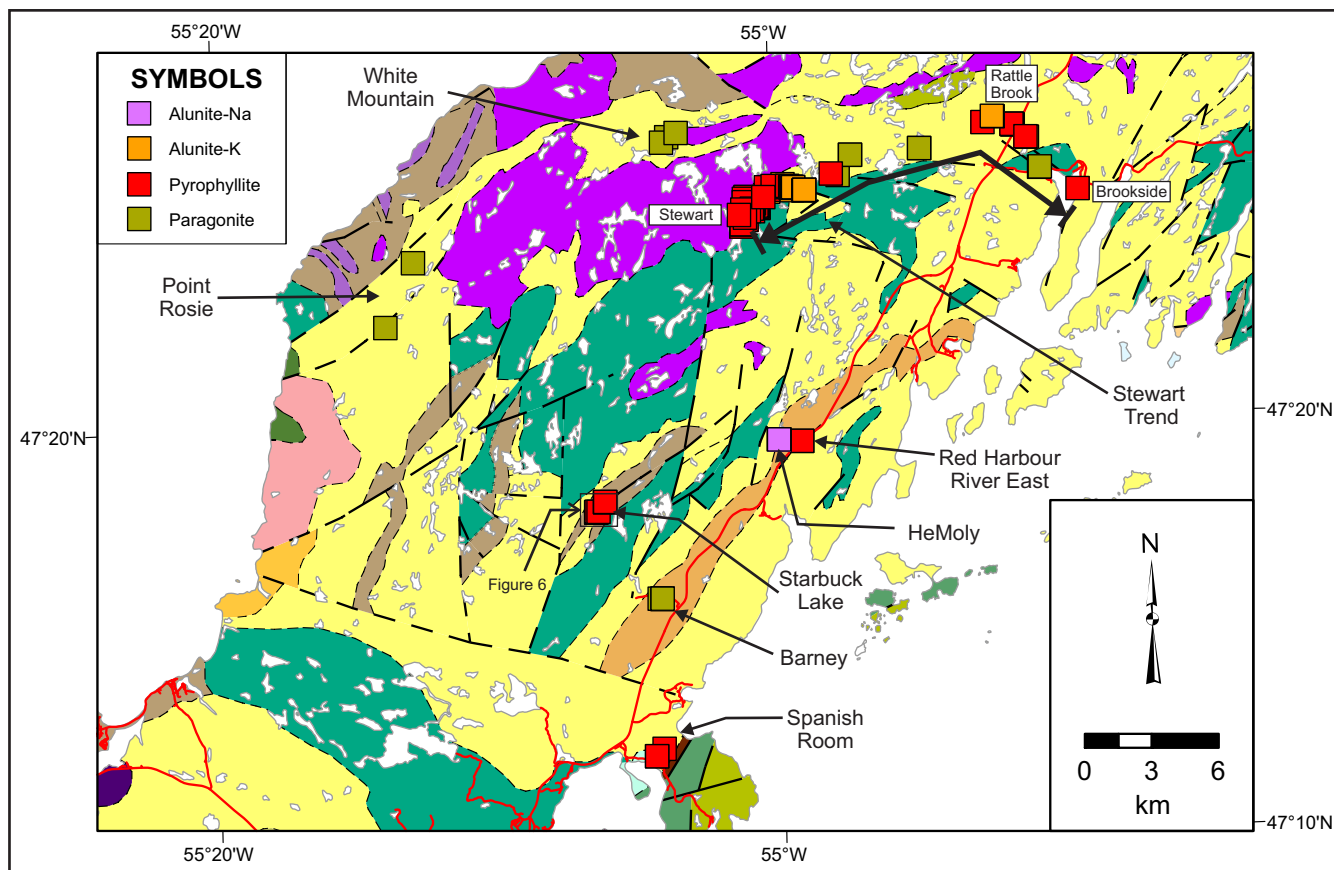 55°20'W
55°W
SYMBOLS
Alunite-Na
Alunite-K
Pyrophyllite
Paragonite
White
Mountain
Rattle
Brook
Stewart
Brookside
Point
Rosie
Stewart
Trend
47°20'N
47°20'N
Red Harbour
River East
HeMoly
Figure 6
Starbuck
Lake
Barney
Spanish
Room
N
0 3 6
km
47°10'N
55°20'W
55°W